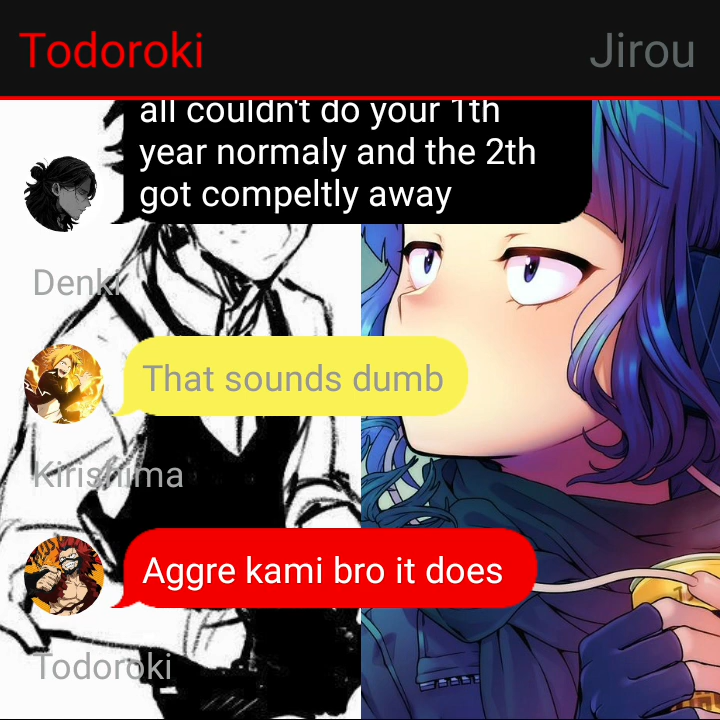 Todoroki
Jirou
all couldn't do your 1th
year normaly and the 2th
got compeltly away
Denki
That sounds dumb
Kirishima
Aggre kami bro it does
Todoroki